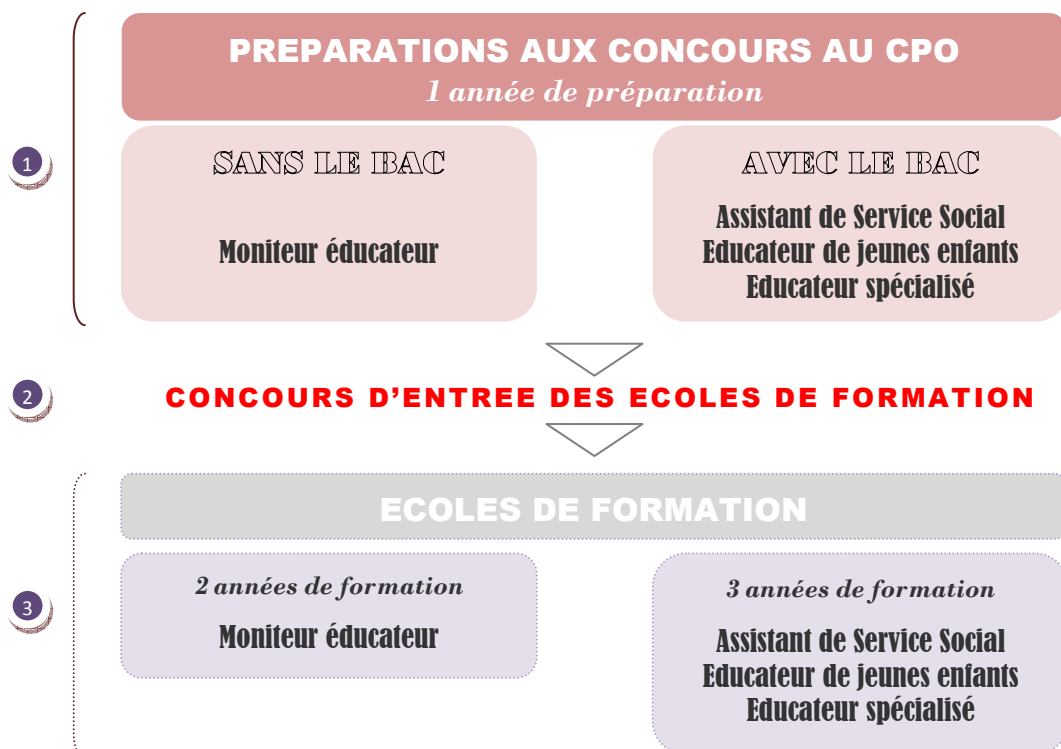 PREPARATIONS AUX CONCOURS AU CPO
1 année de préparation
1
SANS LE BAC
Moniteur éducateur
AVEC LE BAC
Assistant de Service Social
Educateur de jeunes enfants
Educateur spécialisé
2
CONCOURS D’ENTREE DES ECOLES DE FORMATION
ECOLES DE FORMATION
3
2 années de formation
Moniteur éducateur
3 années de formation
Assistant de Service Social
Educateur de jeunes enfants
Educateur spécialisé